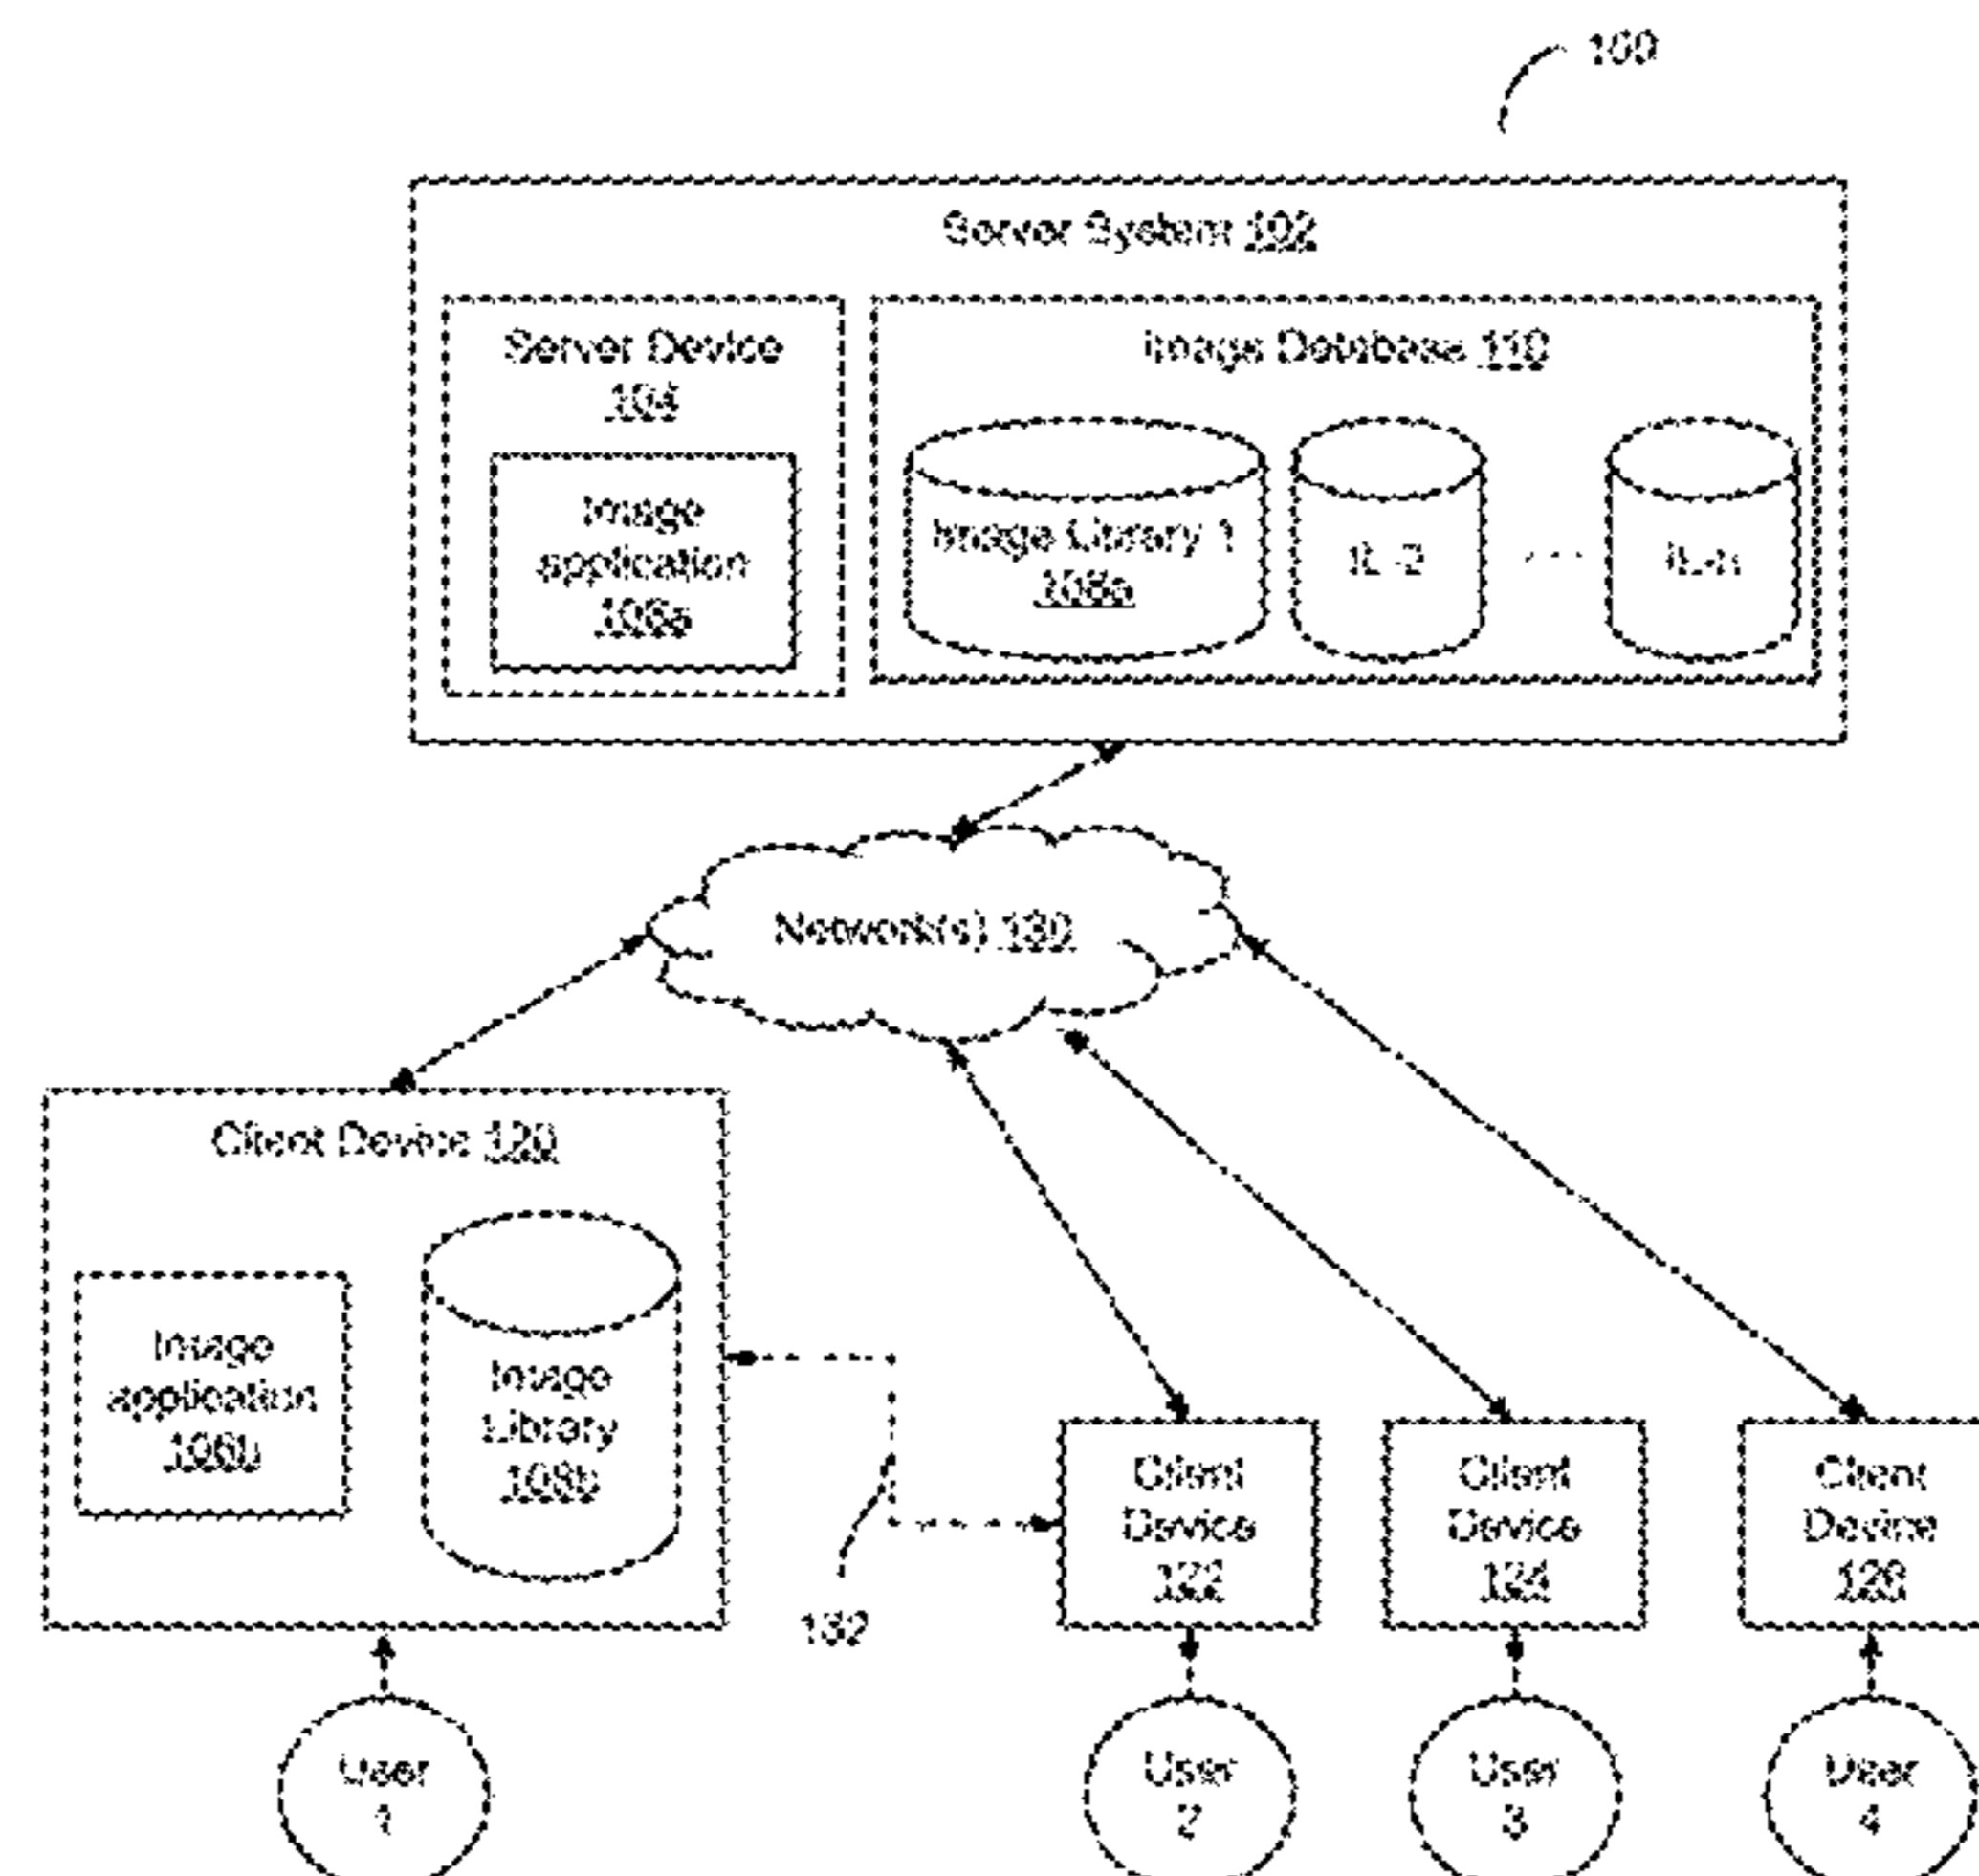 100
Server System 102
Server Device
104
Image
application
106a
Image Database 110
Image Library 1
108a
IL-2
...
IL-n
Network(s) 130
Client Device 120
Image
application
106b
Image
Library
108b
132
Client
Device
122
Client
Device
124
Client
Device
126
User
1
User
2
User
3
User
4